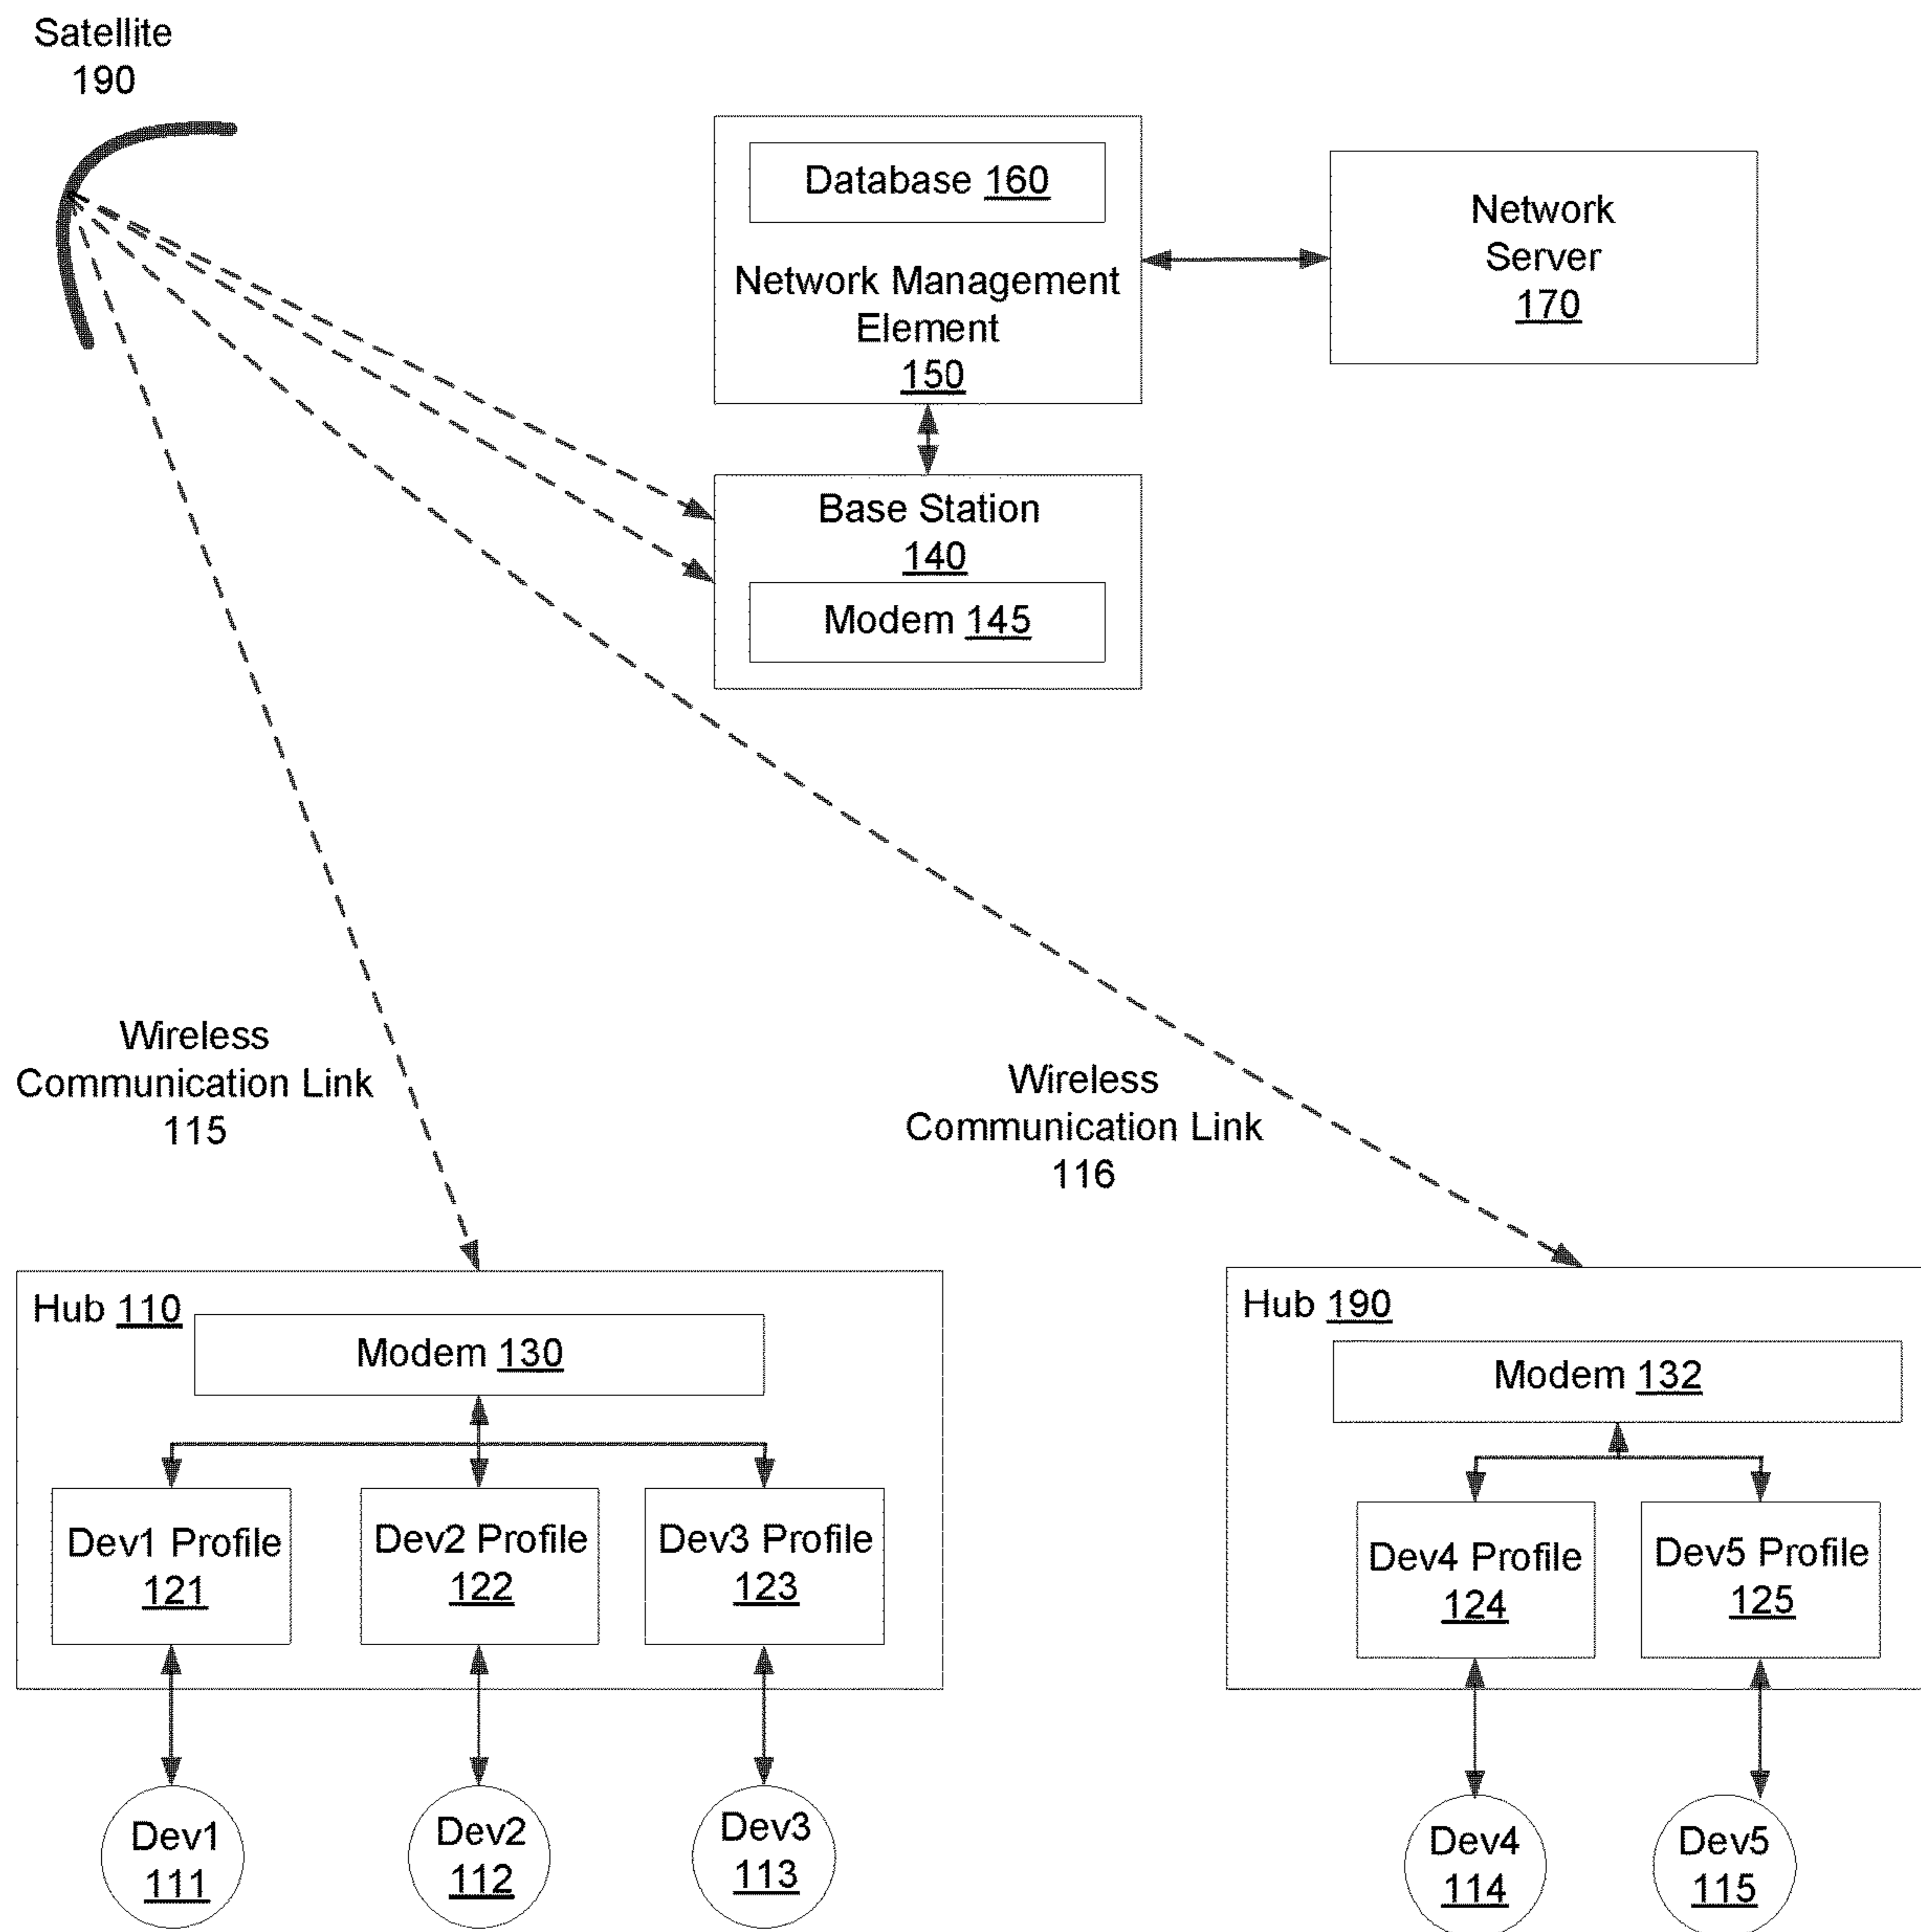 Satellite
190
Database 160
Network Management
Element
150
Network
Server
170
Base Station
140
Modem 145
Wireless
Communication Link
115
Wireless
Communication Link
116
Hub 110
Modem 130
Dev1 Profile
121
Dev2 Profile
122
Dev3 Profile
123
Hub 190
Modem 132
Dev4 Profile
124
Dev5 Profile
125
Dev1
111
Dev2
112
Dev3
113
Dev4
114
Dev5
115